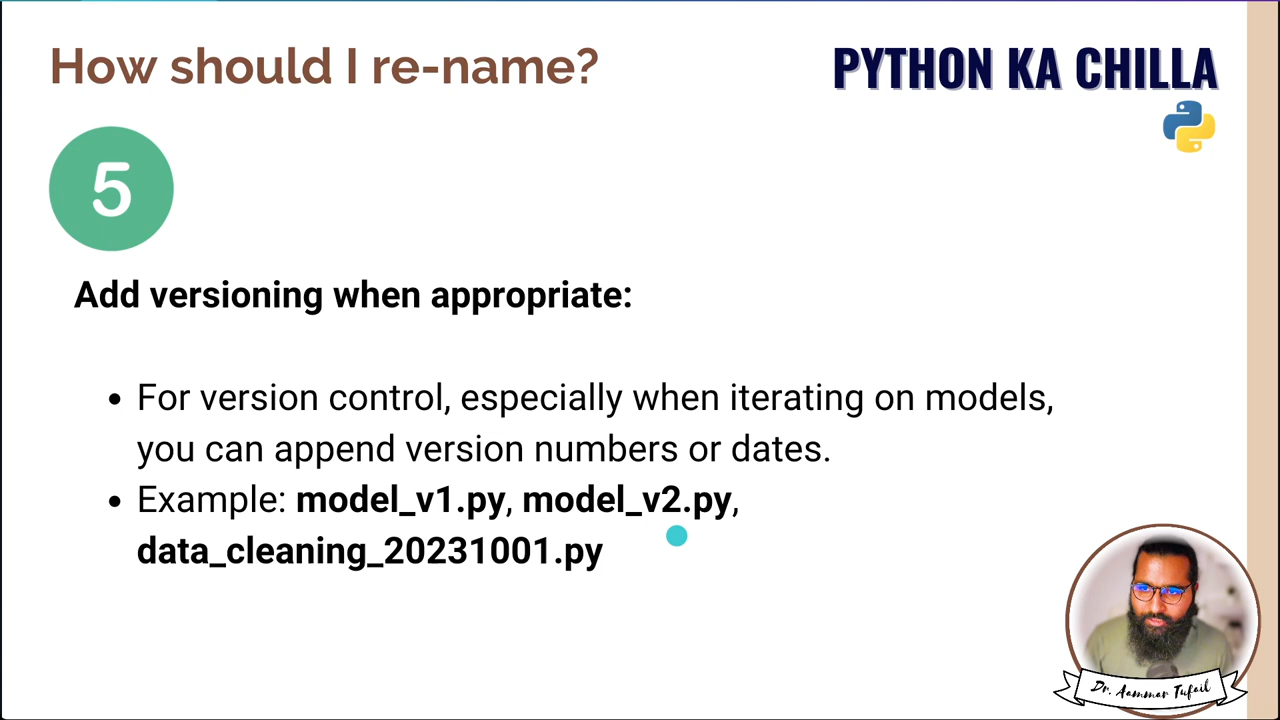 How should I re-name?
PYTHON KA CHILLA
5
Add versioning when appropriate:
• For version control, especially when iterating on models,
you can append version numbers or dates.
• Example: model_v1.py, model_v2.py,
data_cleaning_20231001.py
Dr. Aammar Tufail